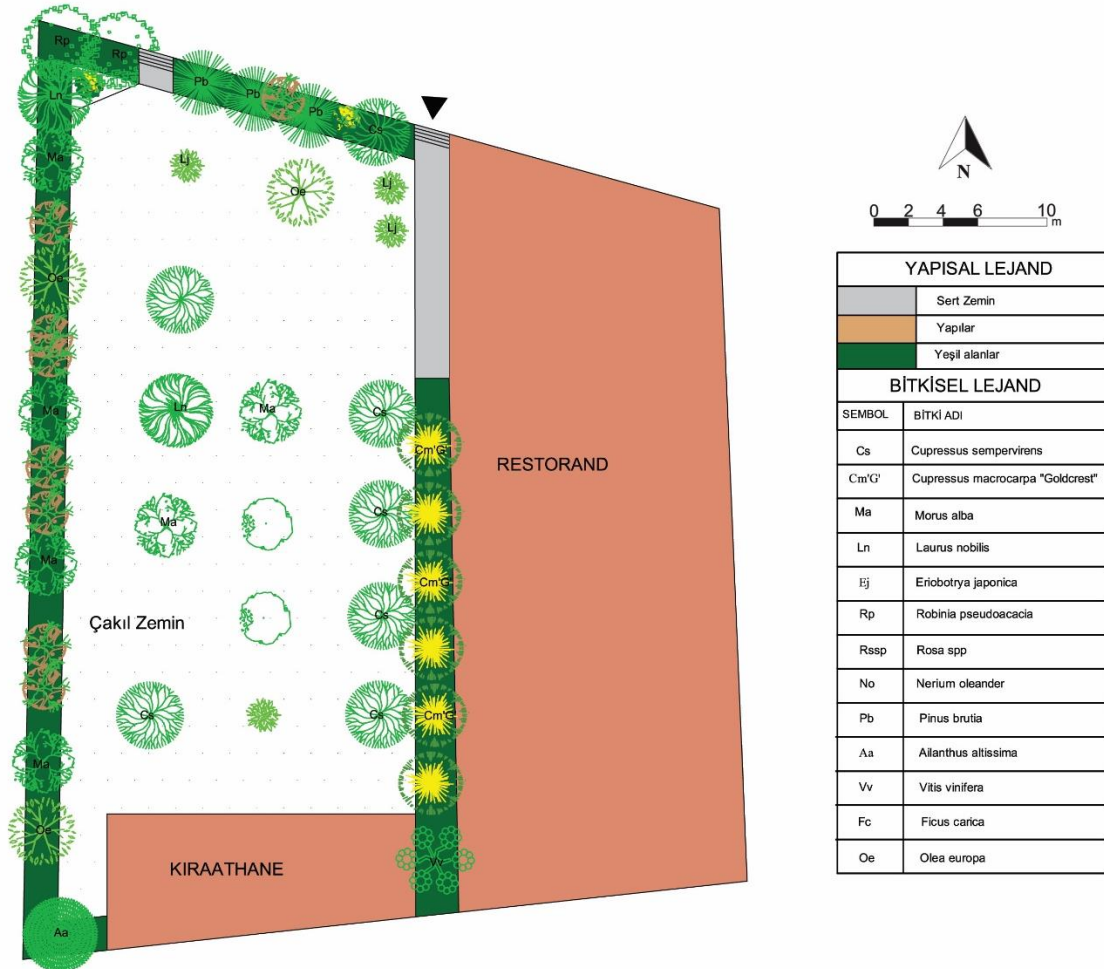 Rp
Rp
Pb
Pb
Pb
Cs
Ln
Ma
Lj
Oe
Lj
Lj
Oe
Ma
Ln
Ma
Cs
Cm'G'
RESTORAND
Ma
Cs
Ma
Cm'G'
Cs
Çakıl Zemin
Cs
Cs
Cm'G'
Ma
Oe
KIRAATHANE
Vv
Aa
N
0 2 4 6 10
m
YAPISAL LEJAND
Sert Zemin
Yapılar
Yeşil alanlar
BİTKİSEL LEJAND
SEMBOL BİTKİ ADI
Cs Cupressus sempervirens
Cm'G' Cupressus macrocarpa "Goldcrest"
Ma Morus alba
Ln Laurus nobilis
Ej Eriobotrya japonica
Rp Robinia pseudoacacia
Rssp Rosa spp
No Nerium oleander
Pb Pinus brutia
Aa Ailanthus altissima
Vv Vitis vinifera
Fc Ficus carica
Oe Olea europa